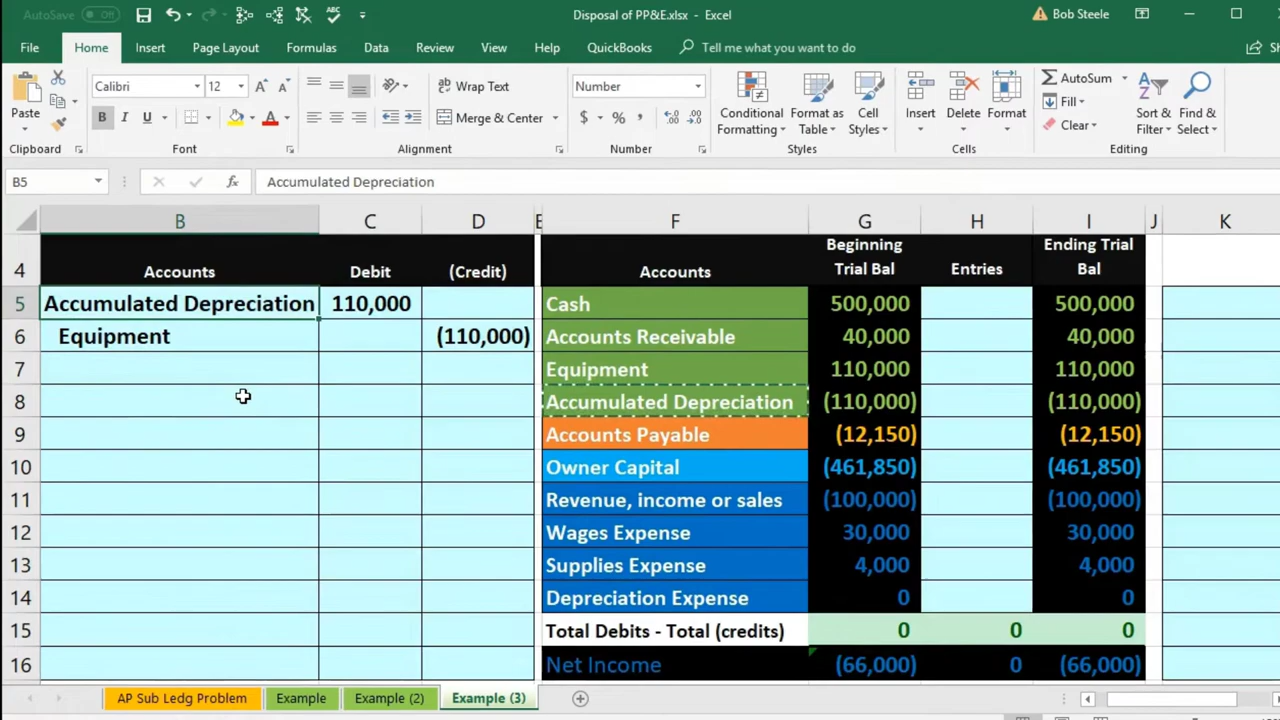 AutoSave Off Disposal of PP&E.xlsx - Excel Bob Steele
File Home Insert Page Layout Formulas Data Review View Help QuickBooks Tell me what you want to do
Calibri 12 Wrap Text Number AutoSum
Paste B I U Merge & Center $ % Conditional Formatting Format as Table Cell Styles Insert Delete Format Fill Clear Sort & Filter Find & Select
Clipboard Font Alignment Number Styles Cells Editing
B5 fx Accumulated Depreciation
B C D E F G H I J K
4 Accounts Debit (Credit) Accounts Beginning Trial Bal Entries Ending Trial Bal
5 Accumulated Depreciation 110,000 Cash 500,000 500,000
6 Equipment (110,000) Accounts Receivable 40,000 40,000
7 Equipment 110,000 110,000
8 Accumulated Depreciation (110,000) (110,000)
9 Accounts Payable (12,150) (12,150)
10 Owner Capital (461,850) (461,850)
11 Revenue, income or sales (100,000) (100,000)
12 Wages Expense 30,000 30,000
13 Supplies Expense 4,000 4,000
14 Depreciation Expense 0 0
15 Total Debits - Total (credits) 0 0 0
16 Net Income (66,000) 0 (66,000)
AP Sub Ledg Problem Example Example (2) Example (3)